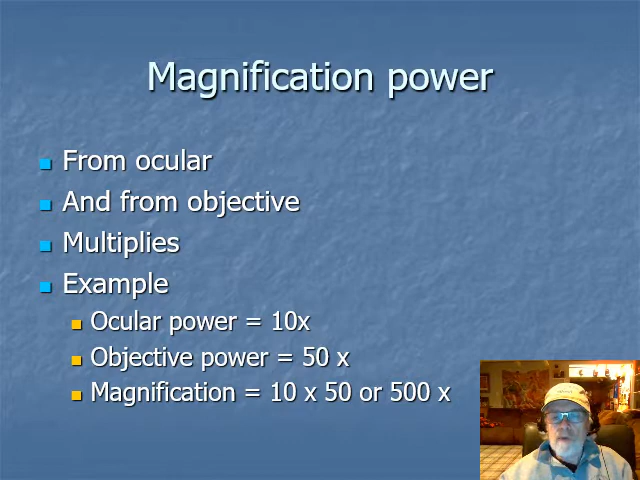 Magnification power
From ocular
And from objective
Multiplies
Example
Ocular power = 10x
Objective power = 50 x
Magnification = 10 x 50 or 500 x